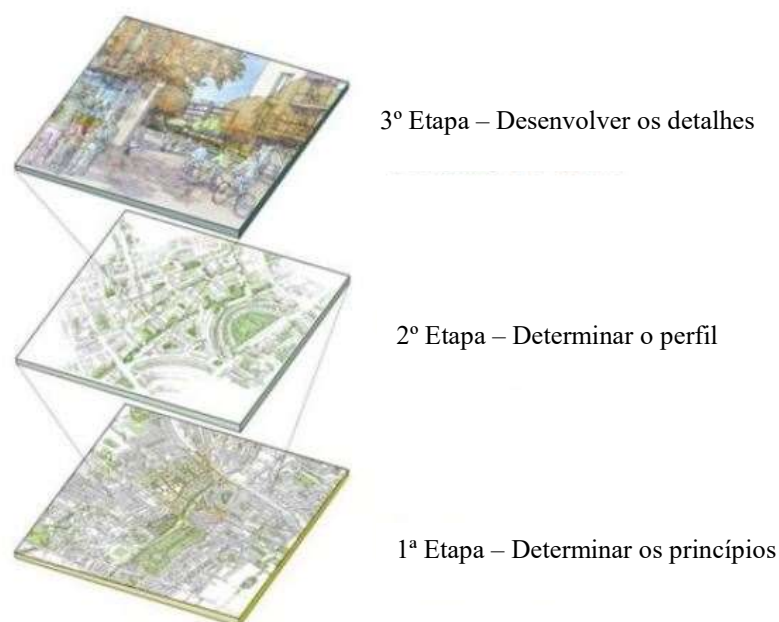 3º Etapa – Desenvolver os detalhes
2º Etapa – Determinar o perfil
1ª Etapa – Determinar os princípios